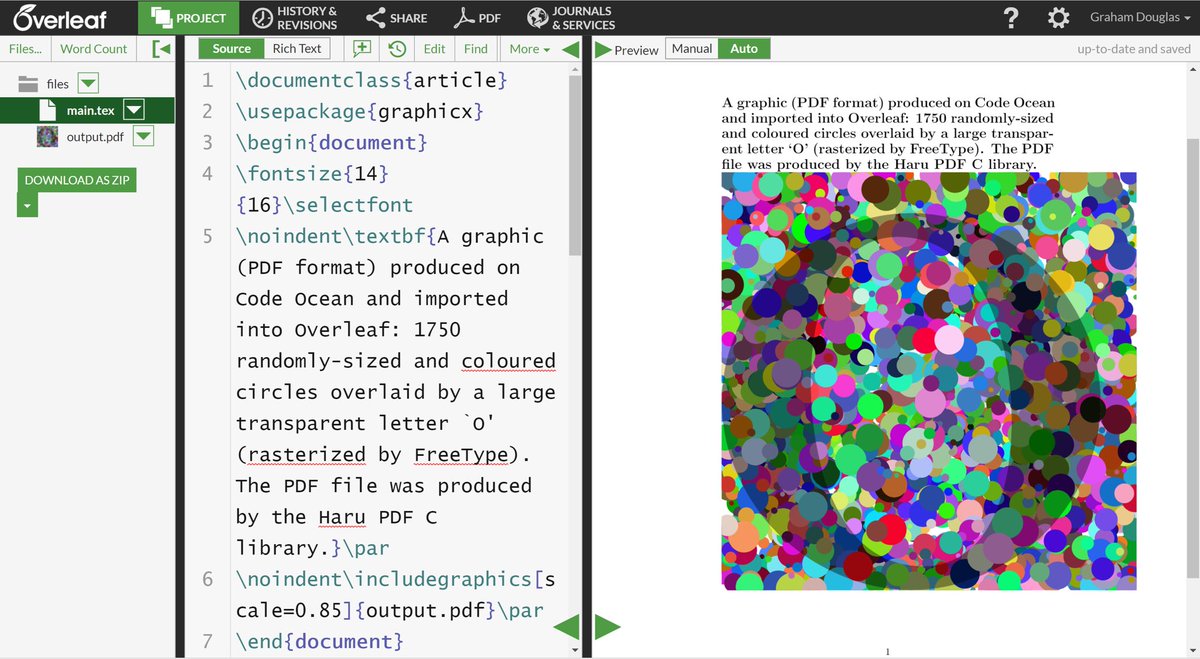 Overleaf
PROJECT
HISTORY &
REVISIONS
SHARE
PDF
JOURNALS
& SERVICES
?
Graham Douglas
Files...
Word Count
Source
Rich Text
Edit
Find
More
Preview
Manual
Auto
up-to-date and saved
files
main.tex
output.pdf
DOWNLOAD AS ZIP
1 \documentclass{article}
2 \usepackage{graphicx}
3 \begin{document}
4 \fontsize{14}
{16}\selectfont
5 \noindent\textbf{A graphic
(PDF format) produced on
Code Ocean and imported
into Overleaf: 1750
randomly-sized and coloured
circles overlaid by a large
transparent letter `O'
(rasterized by FreeType).
The PDF file was produced
by the Haru PDF C
library.}\par
6 \noindent\includegraphics[s
cale=0.85]{output.pdf}\par
7 \end{document}
A graphic (PDF format) produced on Code Ocean
and imported into Overleaf: 1750 randomly-sized
and coloured circles overlaid by a large transpar-
ent letter ‘O’ (rasterized by FreeType). The PDF
file was produced by the Haru PDF C library.
1